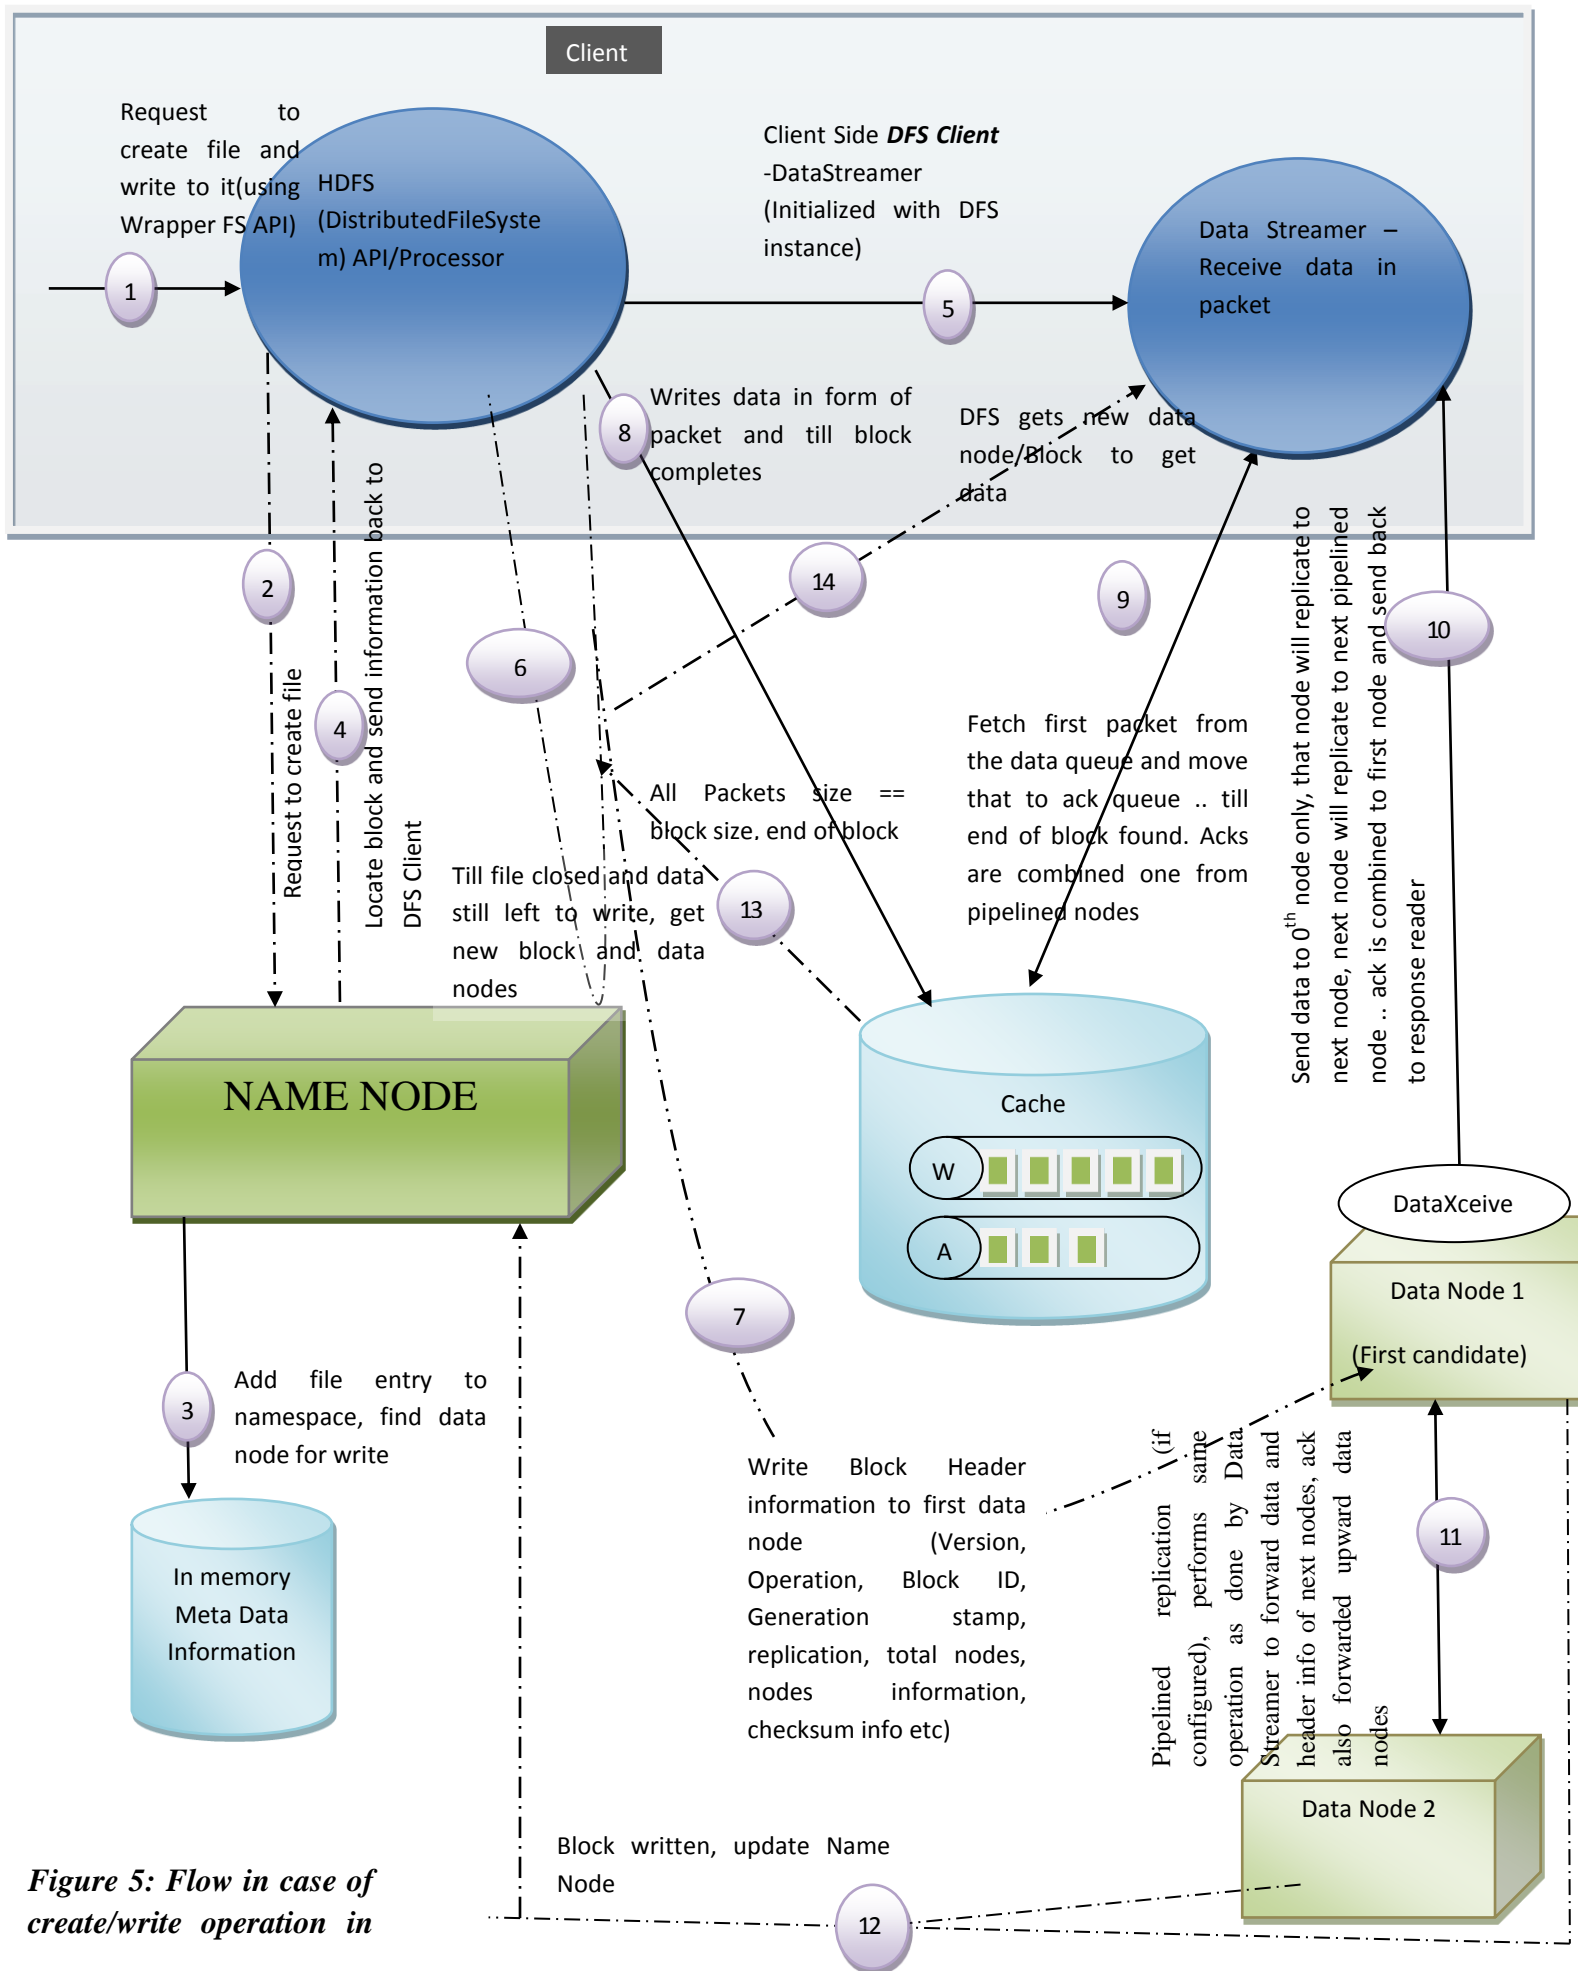 Client
Request to
create file and
write to it(using
Wrapper FS API)
1
HDFS
(DistributedFileSyste
m) API/Processor
Client Side DFS Client
-DataStreamer
(Initialized with DFS
instance)
5
Data Streamer –
Receive data in
packet
8
Writes data in form of
packet and till block
completes
DFS gets new data
node/Block to get
data
2
Request to create file
4
Locate block and send information back to
DFS Client
6
14
9
10
Send data to 0th node only, that node will replicate to
next node, next node will replicate to next pipelined
node .. ack is combined to first node and send back
to response reader
Till file closed and data
still left to write, get
new block and data
nodes
All Packets size ==
block size, end of block
13
Fetch first packet from
the data queue and move
that to ack queue .. till
end of block found. Acks
are combined one from
pipelined nodes
NAME NODE
Cache
W
A
DataXceive
Data Node 1
(First candidate)
7
3
Add file entry to
namespace, find data
node for write
In memory
Meta Data
Information
Write Block Header
information to first data
node (Version,
Operation, Block ID,
Generation stamp,
replication, total nodes,
nodes information,
checksum info etc)
Pipelined replication (if
configured), performs same
operation as done by Data
Streamer to forward data and
header info of next nodes, ack
also forwarded upward data
nodes
11
Data Node 2
Block written, update Name
Node
12
Figure 5: Flow in case of
create/write operation in